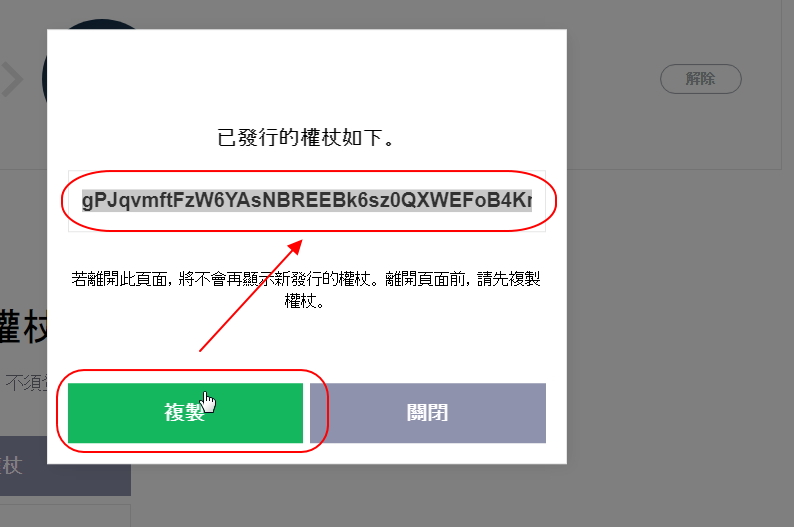 解除
已發行的權杖如下。
gPJqvmftFzW6YAsNBREEBk6sz0QXWEFoB4K
若離開此頁面, 將不會再顯示新發行的權杖。離開頁面前, 請先複製
權杖。
權杖
不須
複製
關閉
杖